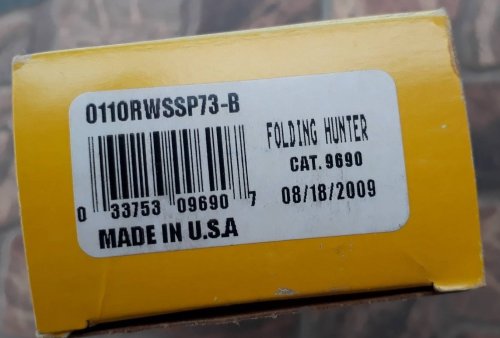 0110RWSSP73-B
FOLDING HUNTER
CAT. 9690
0 33753 09690 7
08/18/2009
MADE IN U.S.A